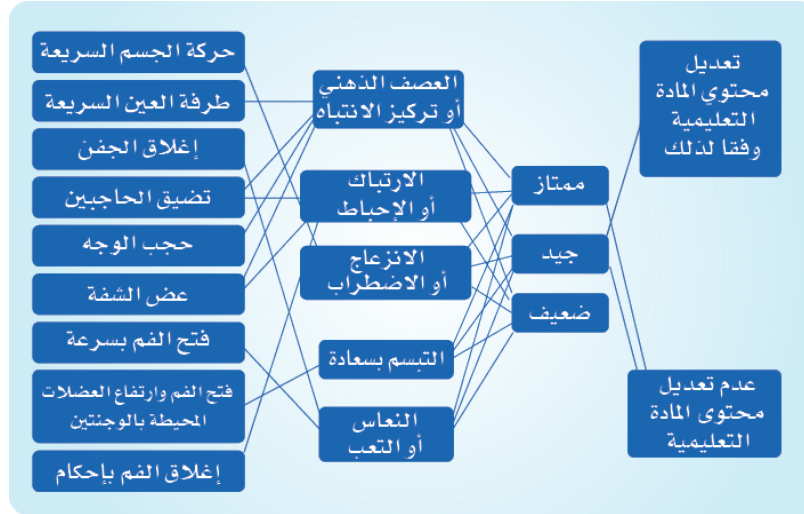 تعديل
محتوي المادة
التعليمية
وفقا لذلك
عدم تعديل
محتوى المادة
التعليمية
ممتاز
جيد
ضعيف
العصف الذهني
أو تركيز الانتباه
الارتباك
أو الإحباط
الانزعاج
أو الاضطراب
التبسم بسعادة
النعاس
أو التعب
حركة الجسم السريعة
طرفة العين السريعة
إغلاق الجفن
تضيق الحاجبين
حجب الوجه
عض الشفة
فتح الفم بسرعة
فتح الفم وارتفاع العضلات
المحيطة بالوجنتين
إغلاق الفم بإحكام